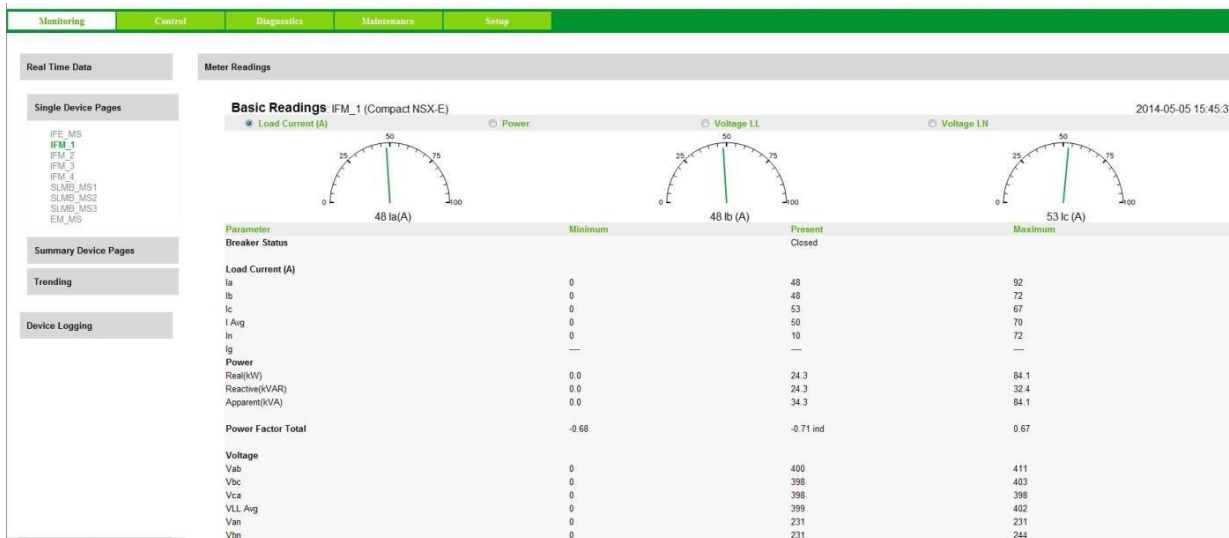 Monitoring Control Diagnostics Maintenance Setup
Real Time Data
Single Device Pages
IFE_MS
IFM_1
IFM_2
IFM_3
IFM_4
SLMB_MS1
SLMB_MS2
SLMB_MS3
EM_MS
Summary Device Pages
Trending
Device Logging
Meter Readings
Basic Readings: IFM_1 (Compact NSX-E) 2014-05-05 15:45:3
Load Current (A) Power Voltage LL Voltage LN
0 25 50 75 100
48 Ia(A)
0 25 50 75 100
48 Ib (A)
0 25 50 75 100
53 Ic (A)
Parameter Minimum Present Maximum
Breaker Status Closed
Load Current (A)
Ia 0 48 92
Ib 0 48 72
Ic 0 53 67
I Avg 0 50 70
In 0 10 72
Ig ---- ---- ----
Power
Real(kW) 0.0 24.3 84.1
Reactive(kVAR) 0.0 24.3 32.4
Apparent(kVA) 0.0 34.3 84.1
Power Factor Total -0.68 -0.71 ind 0.67
Voltage
Vab 0 400 411
Vbc 0 398 403
Vca 0 398 398
VLL Avg 0 399 402
Van 0 231 231
Vbn 0 231 244